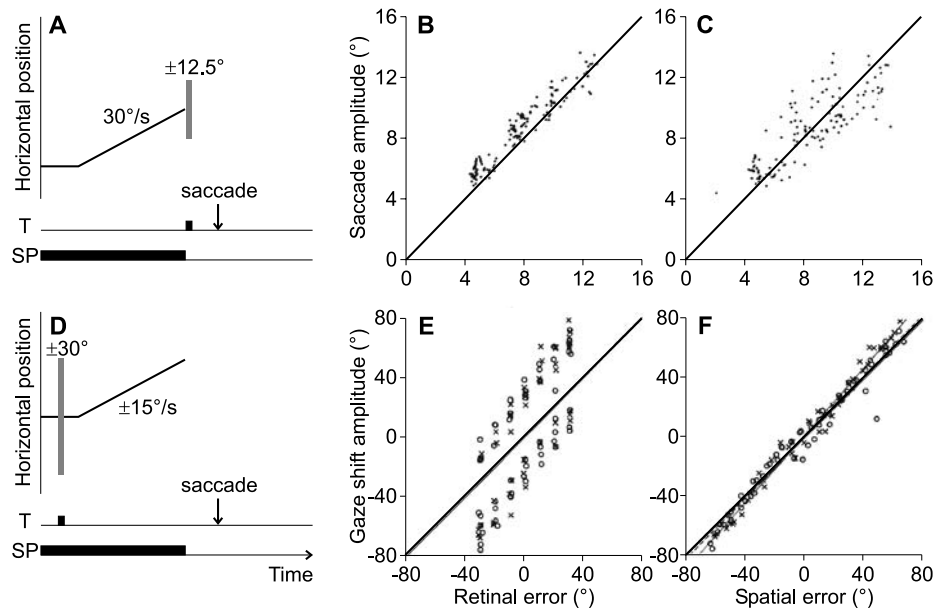 A
Horizontal position
30°/s
±12.5°
saccade
T
SP
B
Saccade amplitude (°)
16
12
8
4
0
0 4 8 12 16
C
16
12
8
4
0
0 4 8 12 16
D
Horizontal position
±30°
±15°/s
saccade
T
SP
Time
E
Gaze shift amplitude (°)
80
40
0
-40
-80
-80 -40 0 40 80
Retinal error (°)
F
80
40
0
-40
-80
-80 -40 0 40 80
Spatial error (°)